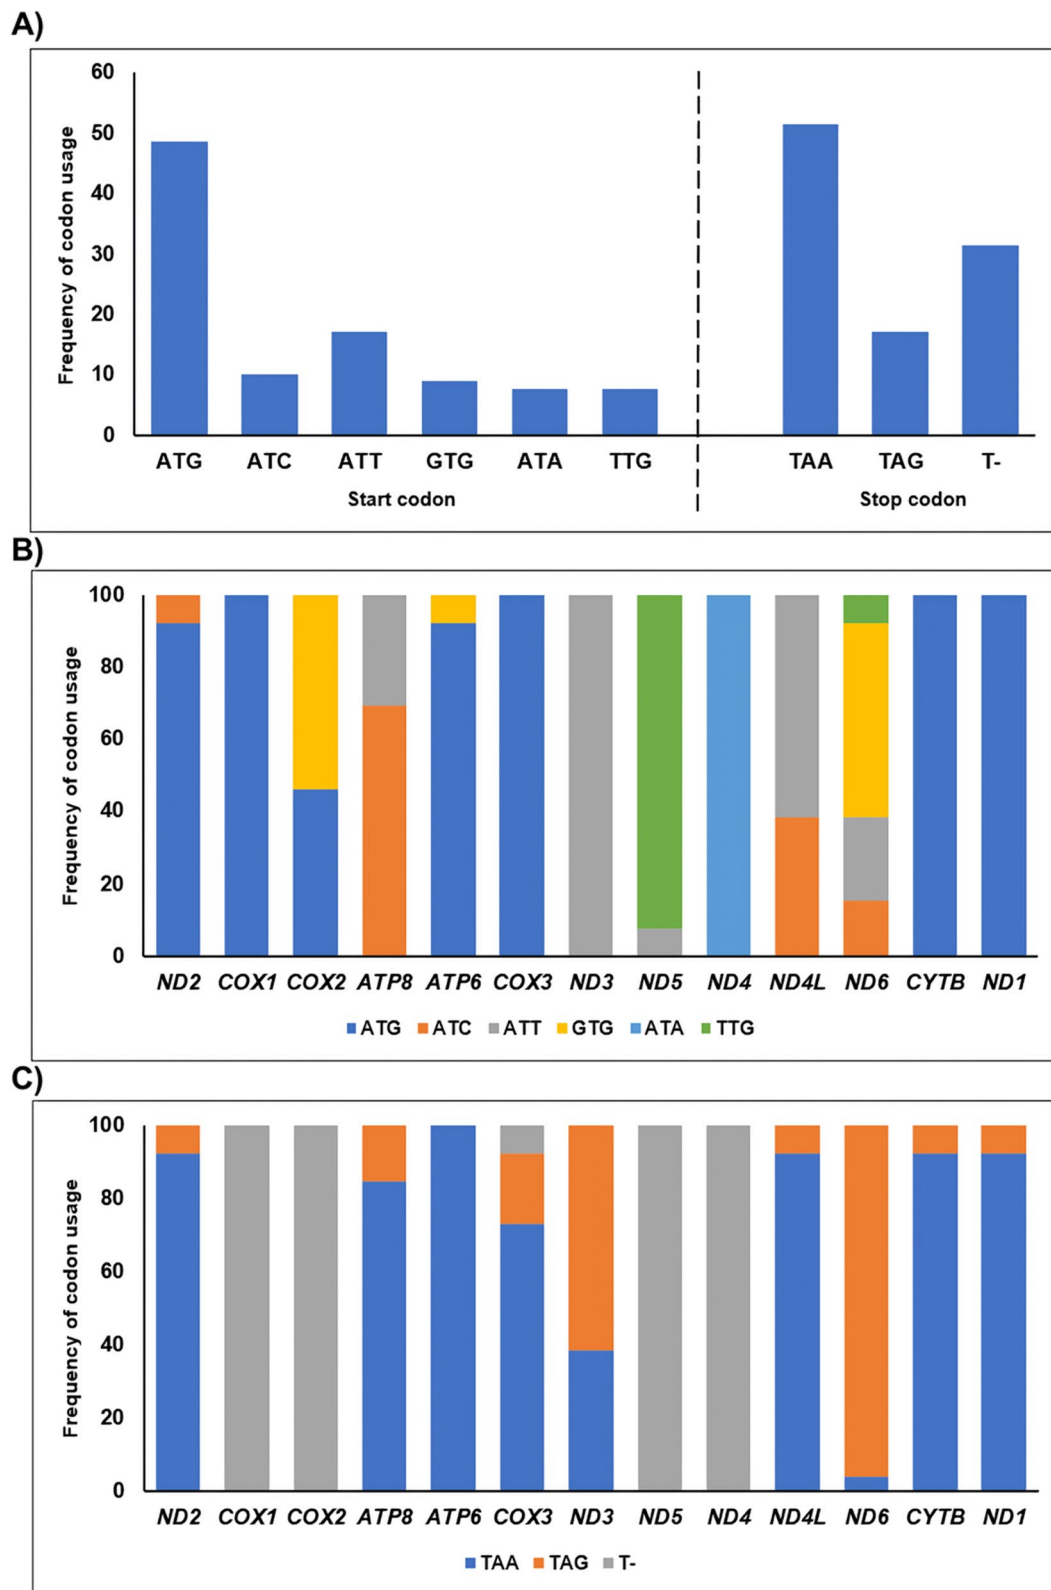 A)
Frequency of codon usage
60
50
40
30
20
10
0
ATG ATC ATT GTG ATA TTG TAA TAG T-
Start codon Stop codon
B)
Frequency of codon usage
100
80
60
40
20
0
ND2 COX1 COX2 ATP8 ATP6 COX3 ND3 ND5 ND4 ND4L ND6 CYTB ND1
ATG ATC ATT GTG ATA TTG
C)
Frequency of codon usage
100
80
60
40
20
0
ND2 COX1 COX2 ATP8 ATP6 COX3 ND3 ND5 ND4 ND4L ND6 CYTB ND1
TAA TAG T-